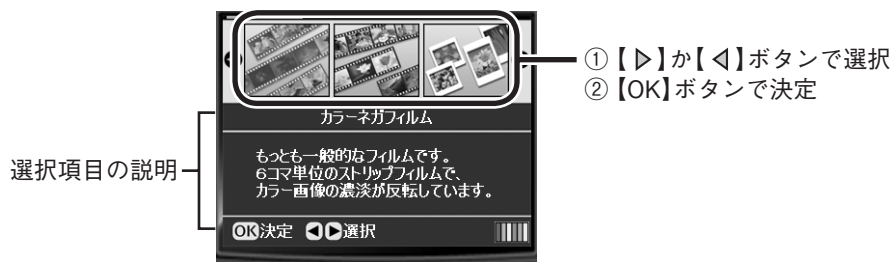 ①【▷】か【◁】ボタンで選択
②【OK】ボタンで決定
カラーネガフィルム
選択項目の説明
もっとも一般的なフィルムです。
6コマ単位のストリップフィルムで、
カラー画像の濃淡が反転しています。
OK決定 ◀▶選択